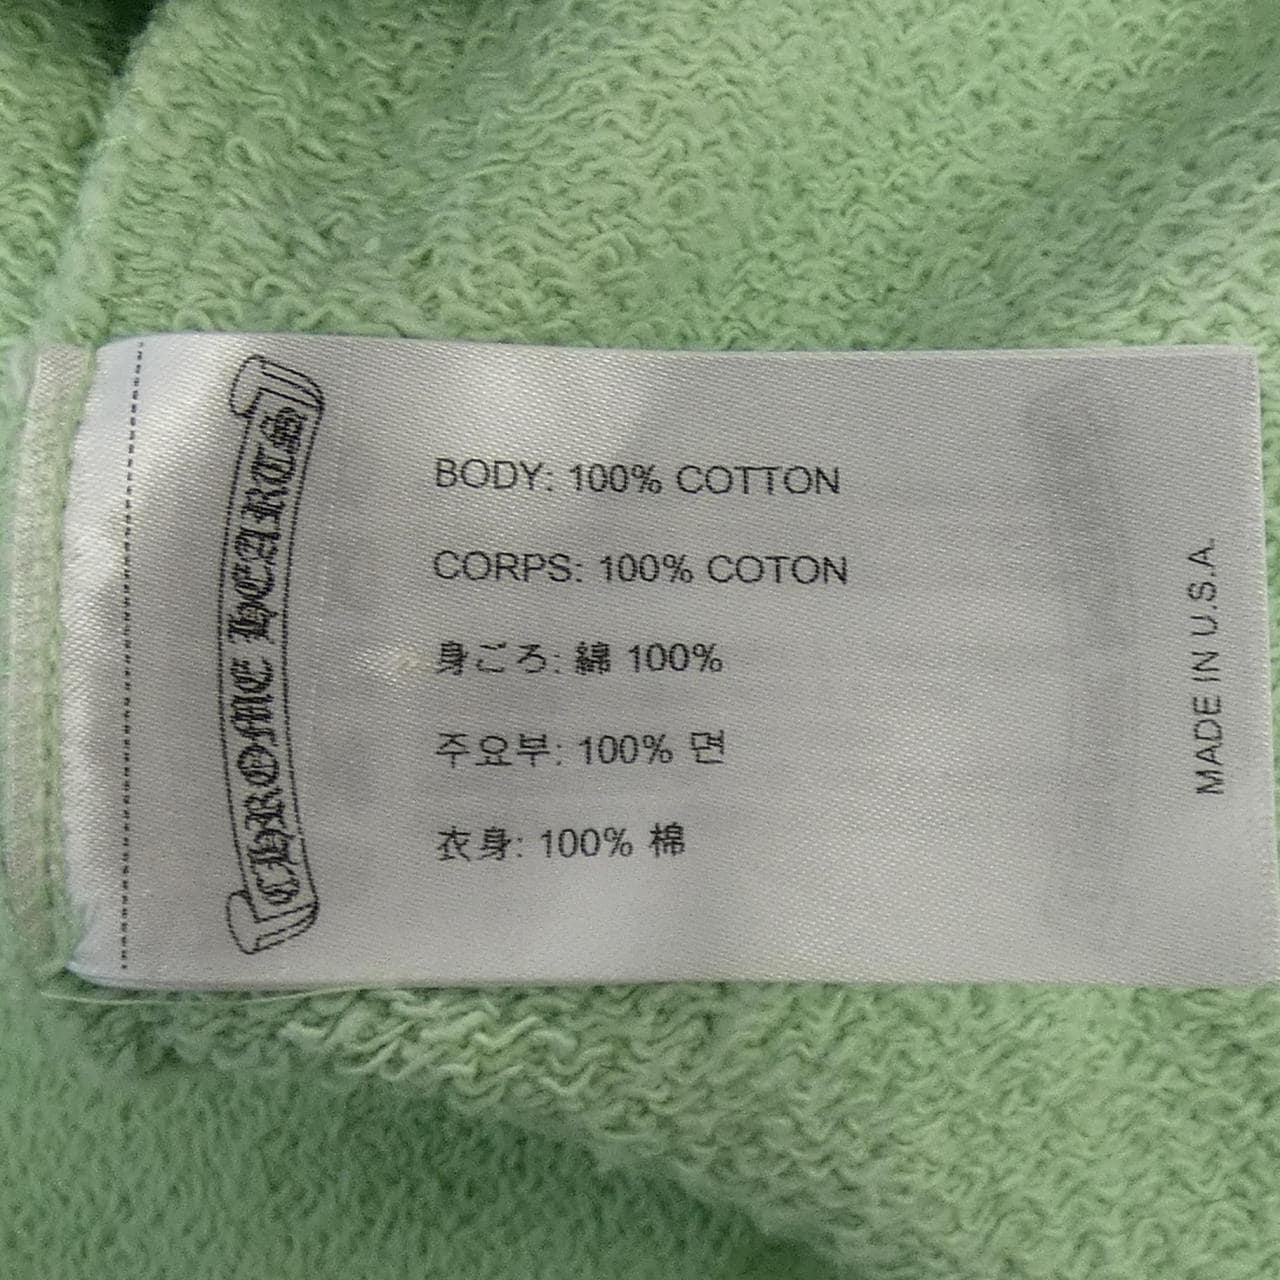 CHROME HEARTS
BODY: 100% COTTON
CORPS: 100% COTON
身ごろ: 綿 100%
주요부: 100% 면
衣身: 100% 棉
MADE IN U.S.A.